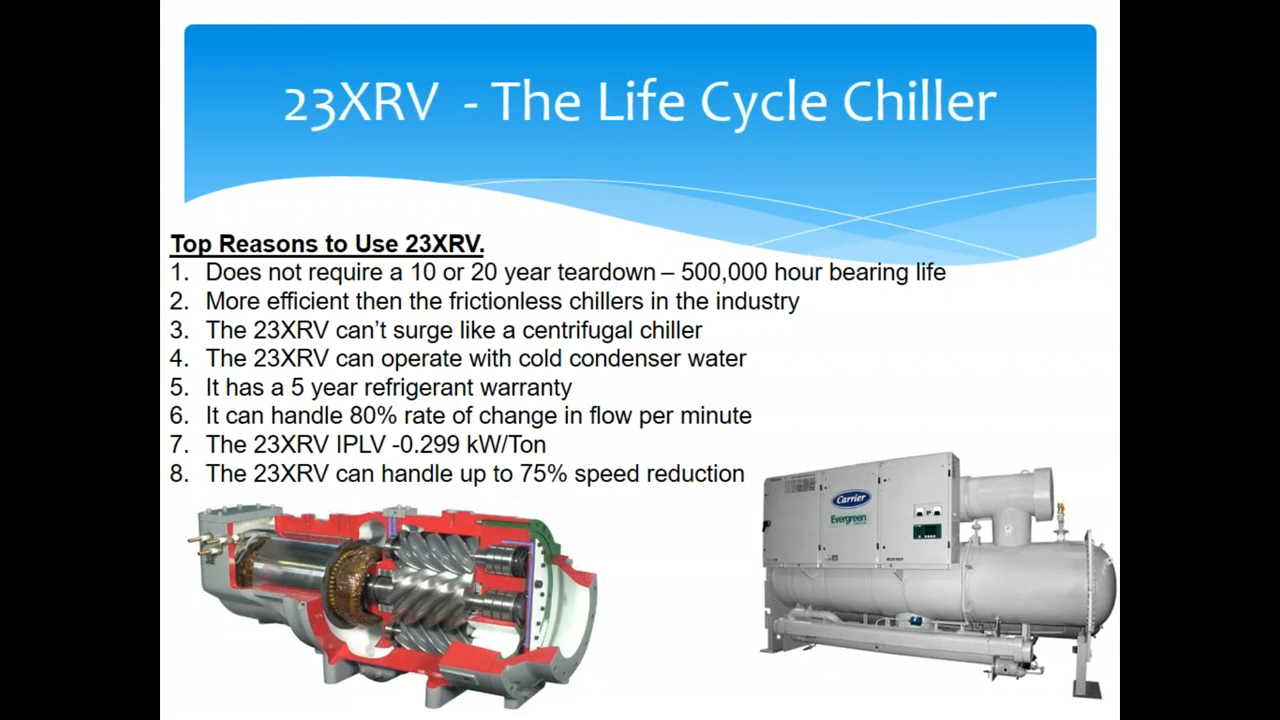 23XRV - The Life Cycle Chiller
Top Reasons to Use 23XRV.
1. Does not require a 10 or 20 year teardown – 500,000 hour bearing life
2. More efficient then the frictionless chillers in the industry
3. The 23XRV can’t surge like a centrifugal chiller
4. The 23XRV can operate with cold condenser water
5. It has a 5 year refrigerant warranty
6. It can handle 80% rate of change in flow per minute
7. The 23XRV IPLV -0.299 kW/Ton
8. The 23XRV can handle up to 75% speed reduction
Carrier
Evergreen